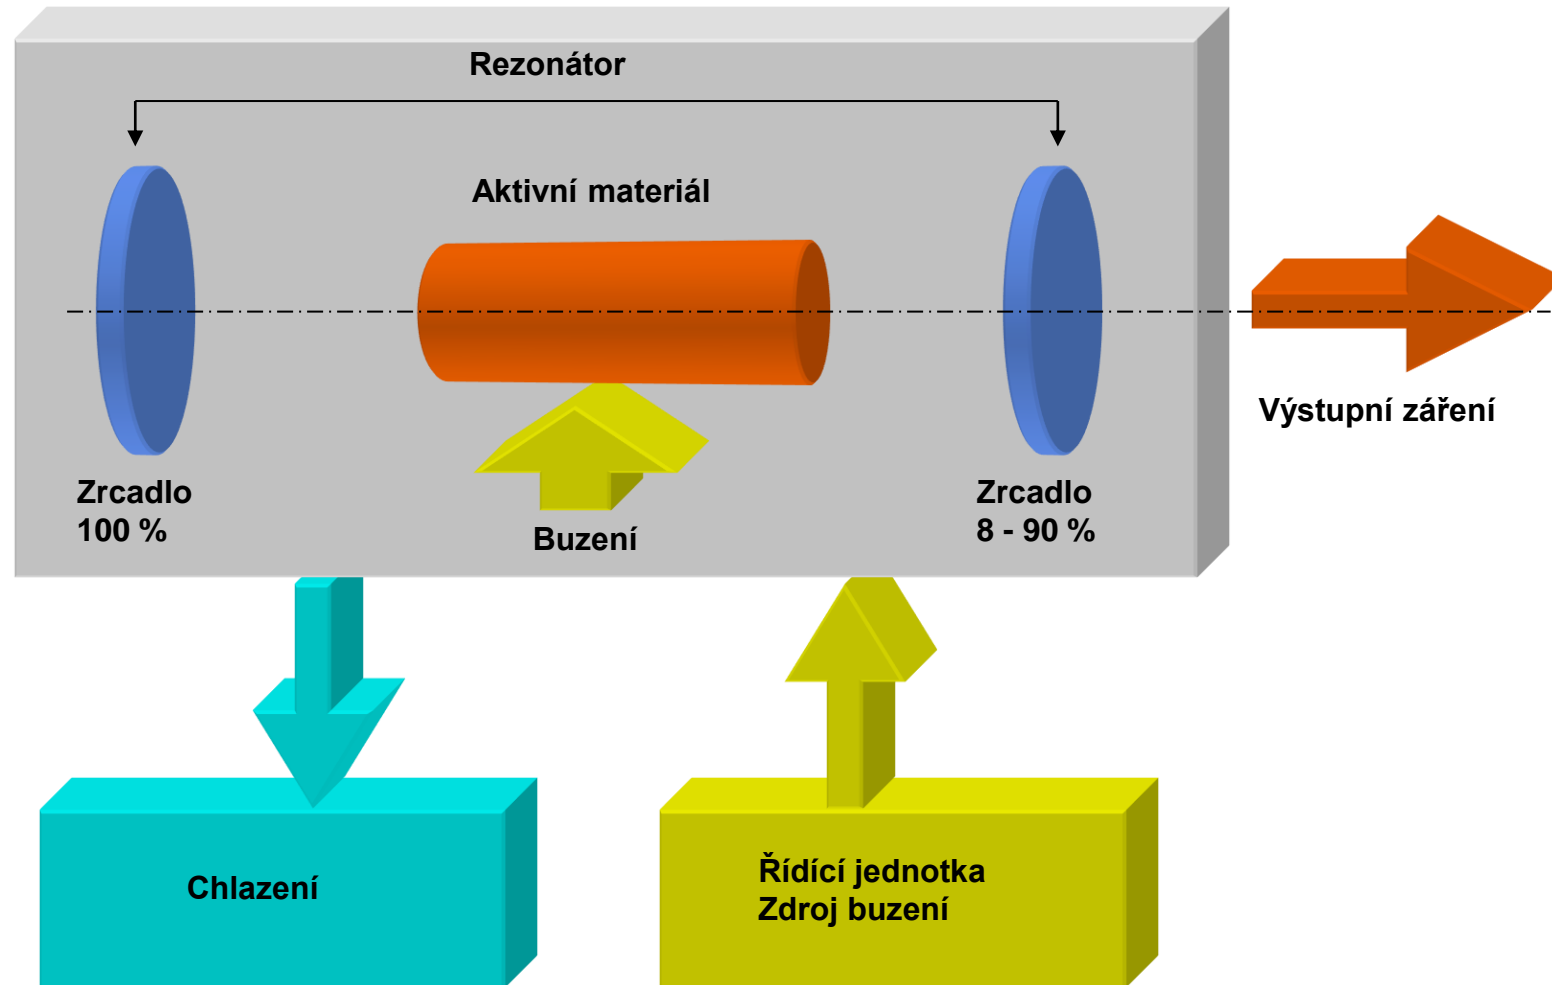 Rezonátor
Aktivní materiál
Výstupní záření
Zrcadlo
100 %
Zrcadlo
8 - 90 %
Buzení
Chlazení
Řídící jednotka
Zdroj buzení